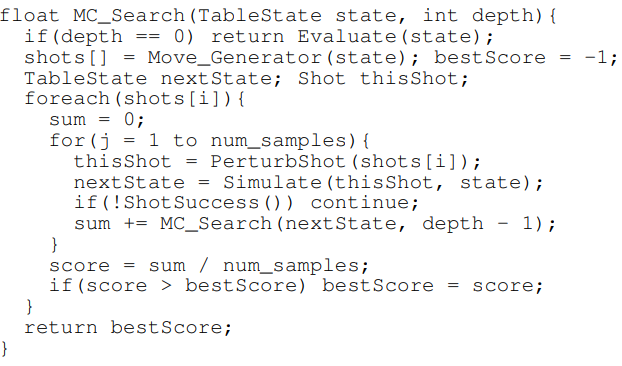 float MC_Search(TableState state, int depth){
if(depth == 0) return Evaluate(state);
shots[] = Move_Generator(state); bestScore = -1;
TableState nextState; Shot thisShot;
foreach(shots[i]){
sum = 0;
for(j = 1 to num_samples){
thisShot = PerturbShot(shots[i]);
nextState = Simulate(thisShot, state);
if(!ShotSuccess()) continue;
sum += MC_Search(nextState, depth - 1);
}
score = sum / num_samples;
if(score > bestScore) bestScore = score;
}
return bestScore;
}